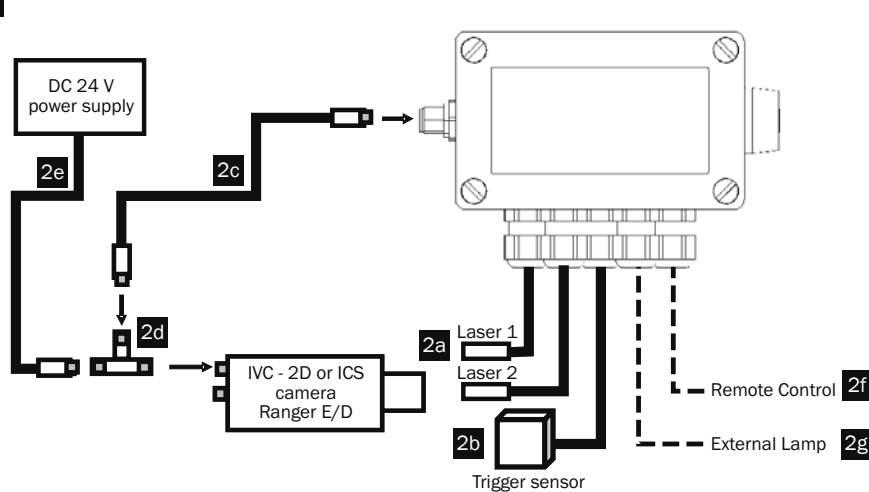 DC 24 V
power supply
2e
2c
2d
2a
Laser 1
Laser 2
IVC - 2D or ICS
camera
Ranger E/D
2b
Trigger sensor
Remote Control 2f
External Lamp 2g